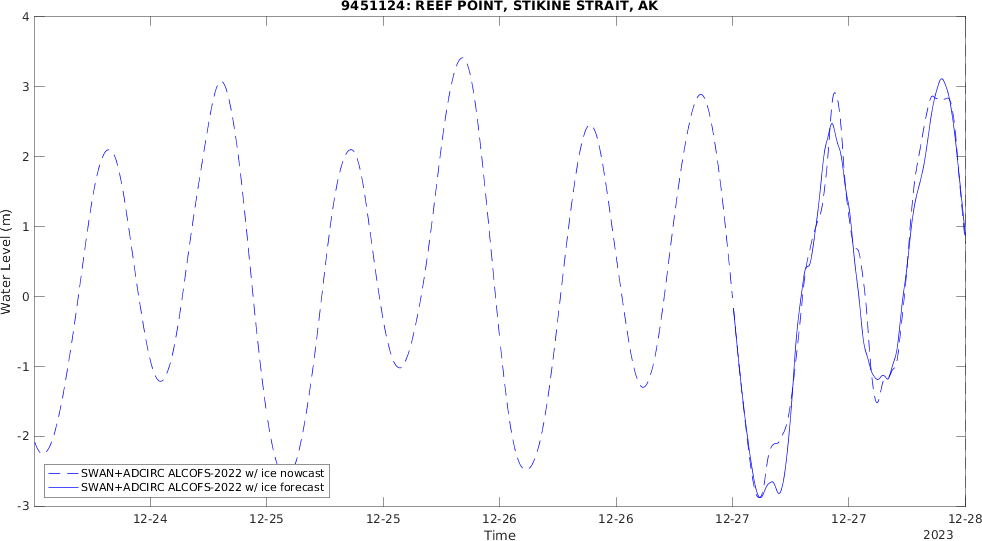 9451124: REEF POINT, STIKINE STRAIT, AK
4
3
2
1
0
-1
-2
-3
Water Level (m)
SWAN+ADCIRC ALCOFS-2022 w/ ice nowcast
SWAN+ADCIRC ALCOFS-2022 w/ ice forecast
12-24 12-25 12-25 12-26 12-26 12-27 12-27 12-28
Time
2023